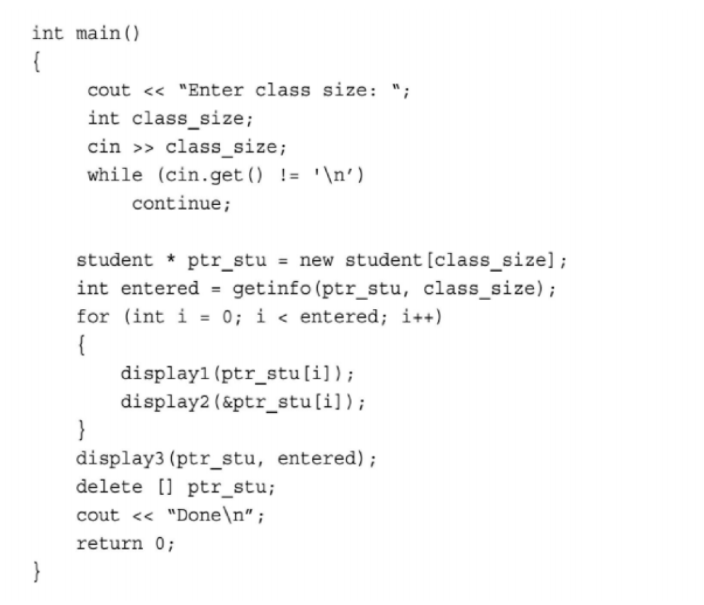 int main()
{
cout << "Enter class size: ";
int class_size;
cin >> class_size;
while (cin.get() != '\n')
continue;
student * ptr_stu = new student[class_size];
int entered = getinfo(ptr_stu, class_size);
for (int i = 0; i < entered; i++)
{
display1(ptr_stu[i]);
display2(&ptr_stu[i]);
}
display3(ptr_stu, entered);
delete [] ptr_stu;
cout << "Done\n";
return 0;
}